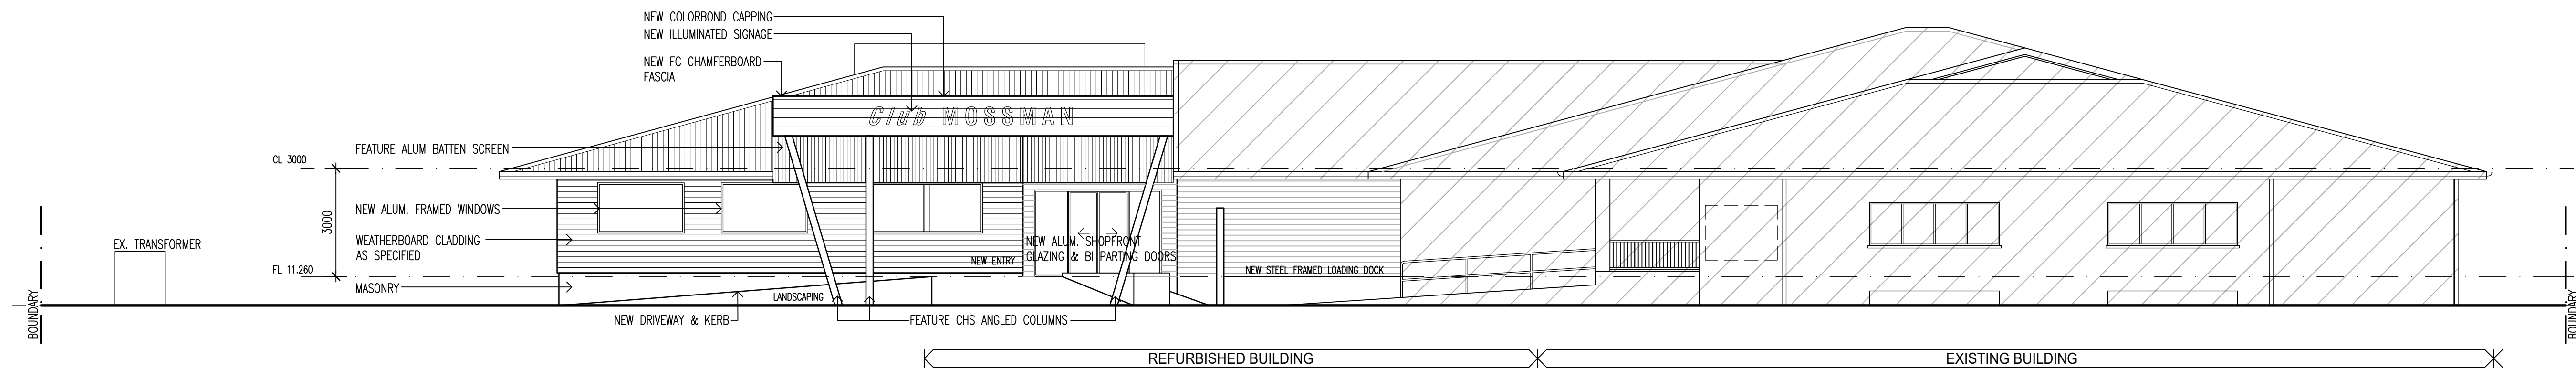 NEW COLORBOND CAPPING
NEW ILLUMINATED SIGNAGE
NEW FC CHAMFERBOARD
FASCIA
Club MOSSMAN
FEATURE ALUM BATTEN SCREEN
CL 3000
3000
NEW ALUM. FRAMED WINDOWS
EX. TRANSFORMER
WEATHERBOARD CLADDING
AS SPECIFIED
NEW ALUM. SHOPFRONT
GLAZING & BI PARTING DOORS
NEW ENTRY
FL 11.260
NEW STEEL FRAMED LOADING DOCK
MASONRY
LANDSCAPING
BOUNDARY
BOUNDARY
NEW DRIVEWAY & KERB
FEATURE CHS ANGLED COLUMNS
REFURBISHED BUILDING
EXISTING BUILDING